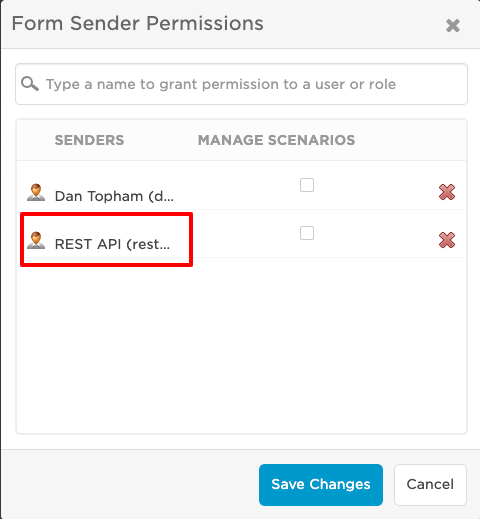 Form Sender Permissions
Type a name to grant permission to a user or role
SENDERS MANAGE SCENARIOS
Dan Topham (d...
REST API (rest...
Save Changes Cancel